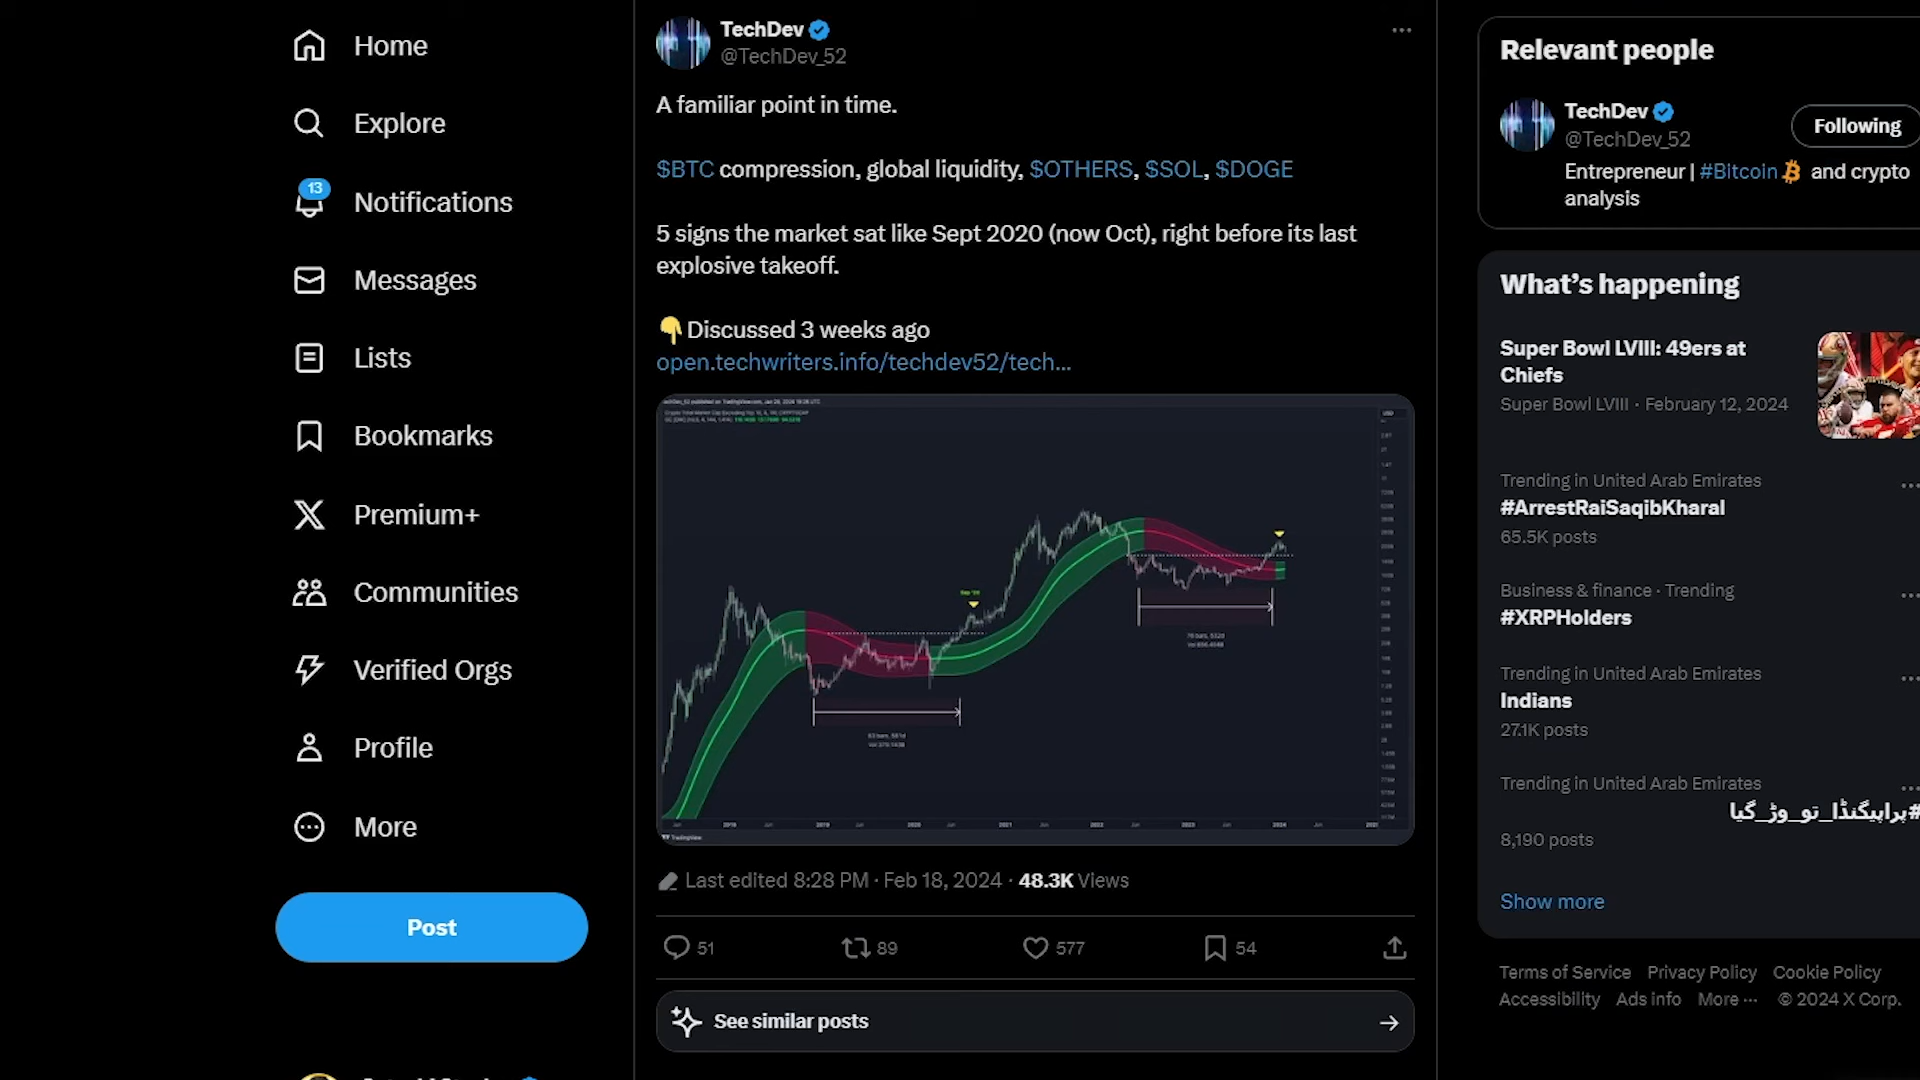 Home
Explore
13
Notifications
Messages
Lists
Bookmarks
Premium+
Communities
Verified Orgs
Profile
More
Post
TechDev
@TechDev_52
A familiar point in time.
$BTC compression, global liquidity, $OTHERS, $SOL, $DOGE
5 signs the market sat like Sept 2020 (now Oct), right before its last
explosive takeoff.
👇Discussed 3 weeks ago
open.techwriters.info/techdev52/tech...
TradingView
Last edited 8:28 PM · Feb 18, 2024 · 48.3K Views
51
89
577
54
See similar posts
Relevant people
TechDev
@TechDev_52
Following
Entrepreneur | #Bitcoin and crypto
analysis
What's happening
Super Bowl LVIII: 49ers at
Chiefs
Super Bowl LVIII · February 12, 2024
Trending in United Arab Emirates
#ArrestRaiSaqibKharal
65.5K posts
Business & finance · Trending
#XRPHolders
Trending in United Arab Emirates
Indians
27.1K posts
Trending in United Arab Emirates
#پراپیگنڈا_تو_وڑ_گیا
8,190 posts
Show more
Terms of Service Privacy Policy Cookie Policy
Accessibility Ads info More ··· © 2024 X Corp.